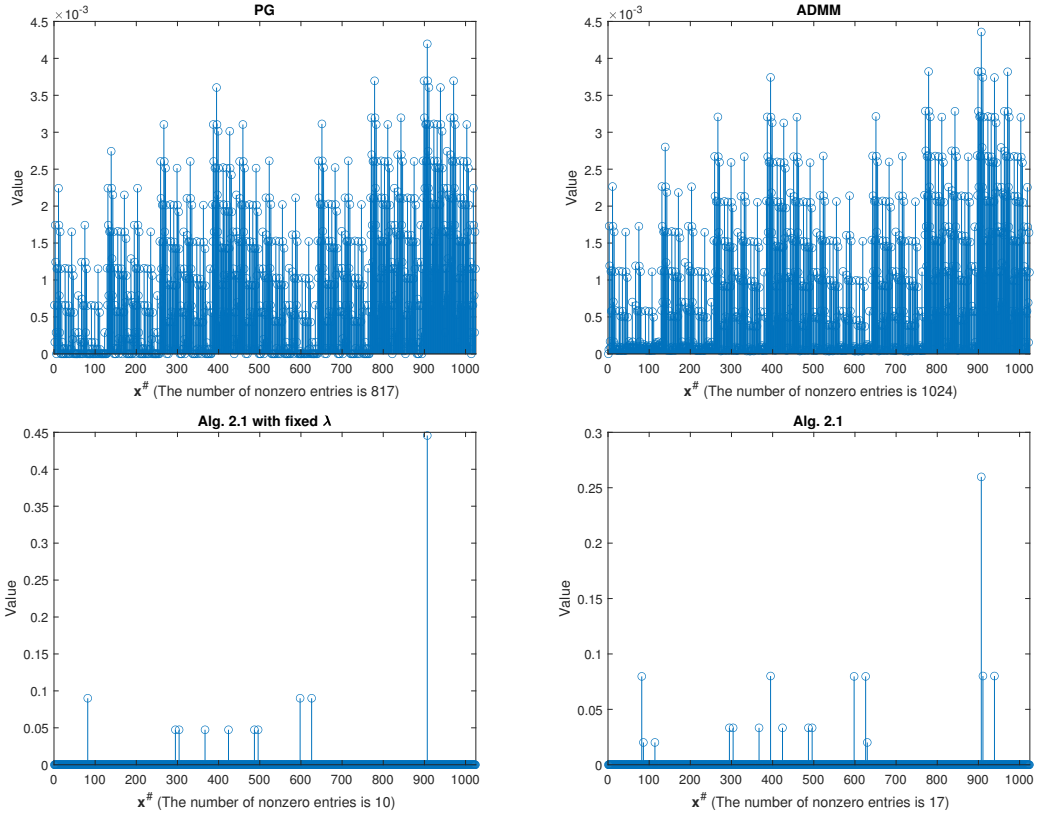 PG
×10⁻³
4.5
4
3.5
3
2.5
2
1.5
1
0.5
0
Value
0 100 200 300 400 500 600 700 800 900 1000
x# (The number of nonzero entries is 817)
ADMM
×10⁻³
4.5
4
3.5
3
2.5
2
1.5
1
0.5
0
Value
0 100 200 300 400 500 600 700 800 900 1000
x# (The number of nonzero entries is 1024)
Alg. 2.1 with fixed λ
0.45
0.4
0.35
0.3
0.25
0.2
0.15
0.1
0.05
0
Value
0 100 200 300 400 500 600 700 800 900 1000
x# (The number of nonzero entries is 10)
Alg. 2.1
0.3
0.25
0.2
0.15
0.1
0.05
0
Value
0 100 200 300 400 500 600 700 800 900 1000
x# (The number of nonzero entries is 17)